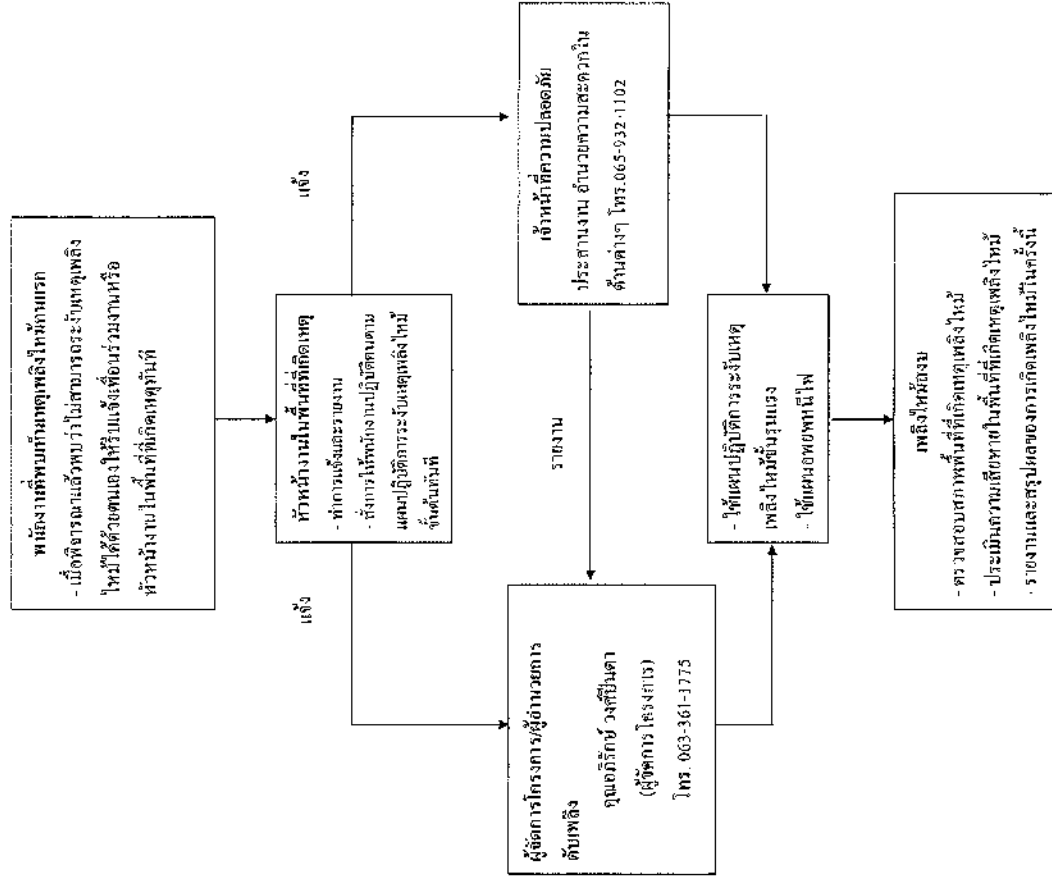 พนักงานที่พบเห็นเหตุเพลิงไหม้คนแรก
- เมื่อพิจารณาแล้วพบว่าไม่สามารถระงับเหตุเพลิง
ไหม้ได้ด้วยตนเองให้รีบแจ้งเพื่อนร่วมงานหรือ
หัวหน้างานในพื้นที่ที่เกิดเหตุทันที
หัวหน้างานในพื้นที่ที่เกิดเหตุ
- ทำการแจ้งและรายงาน
- สั่งการให้พนักงานปฏิบัติตนตาม
แผนปฏิบัติการระงับเหตุเพลิงไหม้
ขั้นต้นทันที
แจ้ง
แจ้ง
ผู้จัดการโครงการ/ผู้อำนวยการ
ดับเพลิง
คุณอภิรักษ์ วงศ์ปินตา
(ผู้จัดการโครงการ)
โทร. 063-361-1775
รายงาน
เจ้าหน้าที่ความปลอดภัย
ประสานงาน อำนวยความสะดวกใน
ด้านต่างๆ โทร.065-932-1102
- ใช้แผนปฏิบัติการระงับเหตุ
เพลิงไหม้ขั้นรุนแรง
- ใช้แผนอพยพหนีไฟ
เพลิงไหม้สงบ
- ตรวจสอบสภาพพื้นที่ที่เกิดเหตุเพลิงไหม้
- ประเมินความเสียหายในพื้นที่ที่เกิดเหตุเพลิงไหม้
- รายงานและสรุปผลของการเกิดเพลิงไหม้ในครั้งนี้